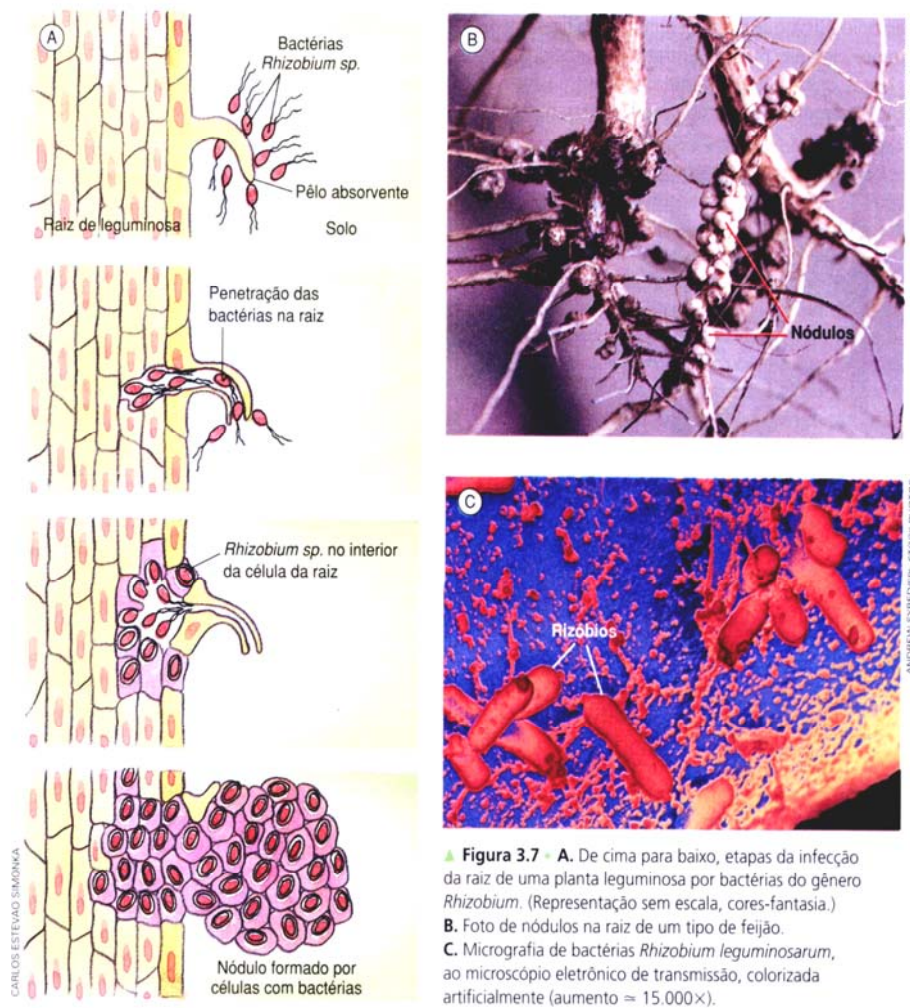 A
Bactérias
Rhizobium sp.
Pêlo absorvente
Raiz de leguminosa
Solo
Penetração das
bactérias na raiz
Rhizobium sp. no interior
da célula da raiz
Nódulo formado por
células com bactérias
CARLOS ESTEVAO SIMONKA
B
Nódulos
C
Rizóbios
▲ Figura 3.7 • A. De cima para baixo, etapas da infecção
da raiz de uma planta leguminosa por bactérias do gênero
Rhizobium. (Representação sem escala, cores-fantasia.)
B. Foto de nódulos na raiz de um tipo de feijão.
C. Micrografia de bactérias Rhizobium leguminosarum,
ao microscópio eletrônico de transmissão, colorizada
artificialmente (aumento ≃ 15.000×).